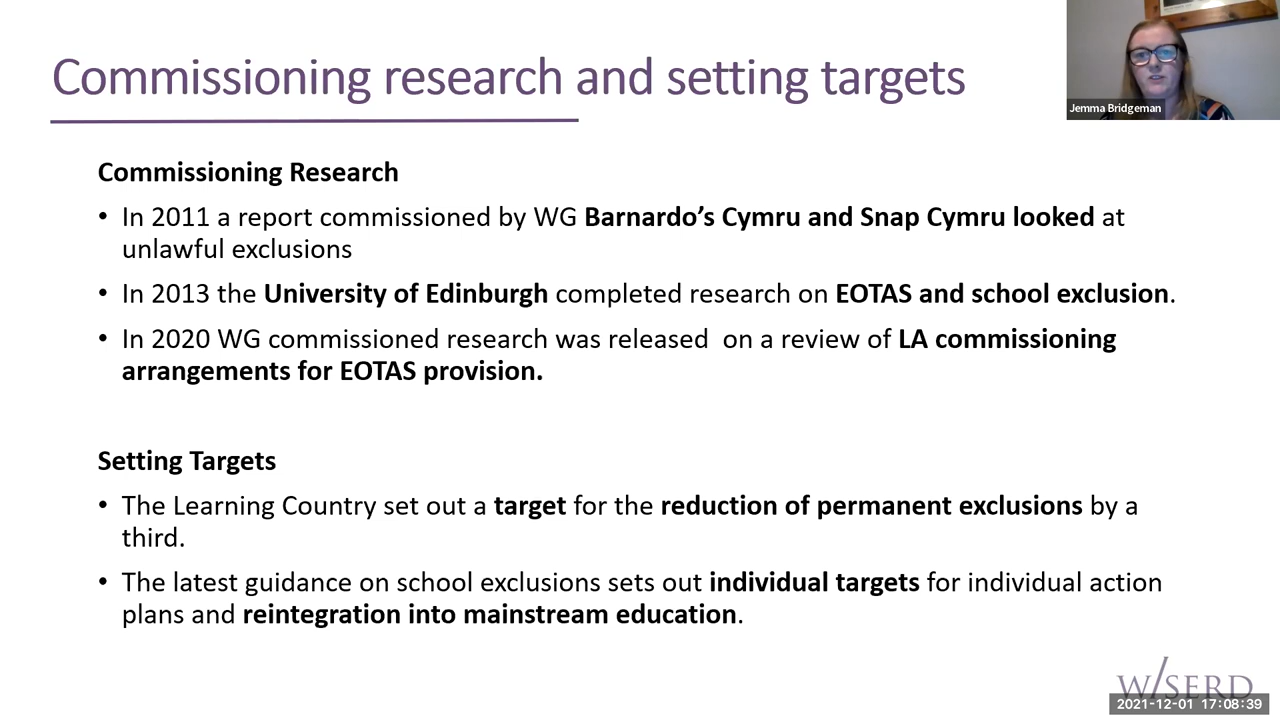 Commissioning research and setting targets
Jemma Bridgeman
Commissioning Research
• In 2011 a report commissioned by WG Barnardo’s Cymru and Snap Cymru looked at
unlawful exclusions
• In 2013 the University of Edinburgh completed research on EOTAS and school exclusion.
• In 2020 WG commissioned research was released  on a review of LA commissioning
arrangements for EOTAS provision.
Setting Targets
• The Learning Country set out a target for the reduction of permanent exclusions by a
third.
• The latest guidance on school exclusions sets out individual targets for individual action
plans and reintegration into mainstream education.
W/SERD
2021-12-01 17:08:39